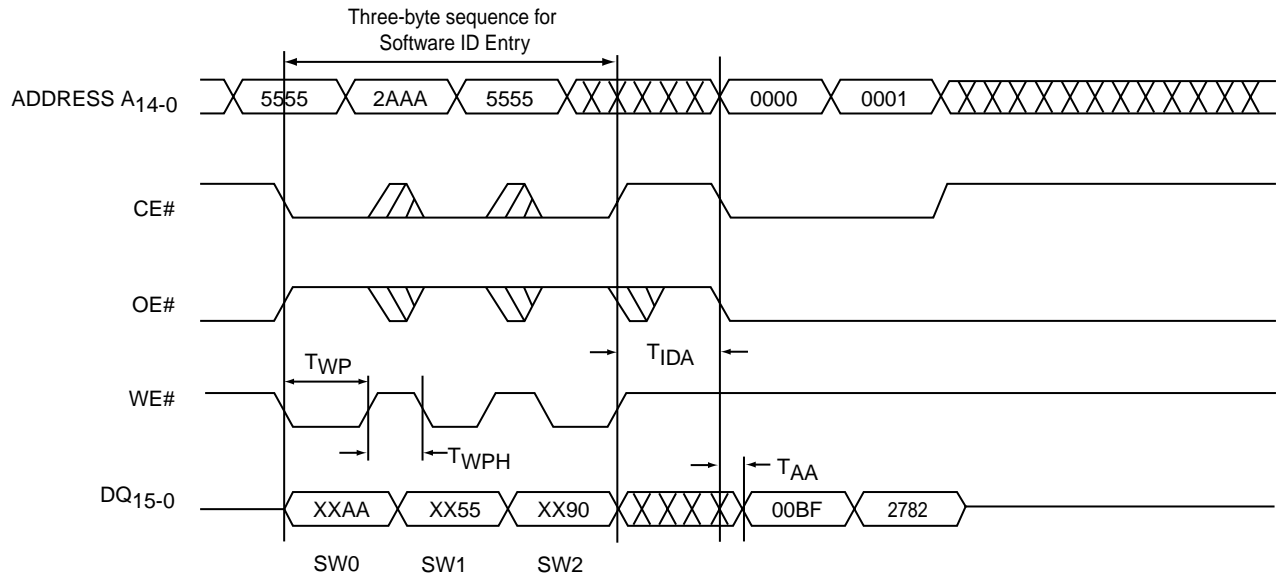 Three-byte sequence for
Software ID Entry
ADDRESS A14-0 5555 2AAA 5555 0000 0001
CE#
OE#
TWP TIDA
WE#
TWPH TAA
DQ15-0 XXAA XX55 XX90 00BF 2782
SW0 SW1 SW2